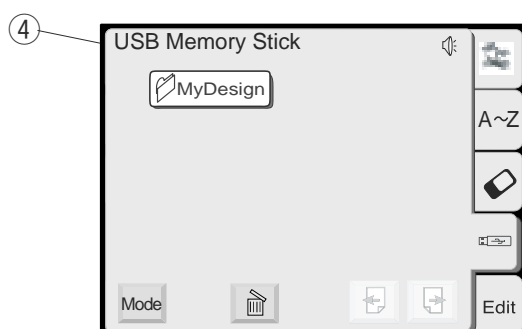 ④
USB Memory Stick
MyDesign
A~Z
Mode
Edit